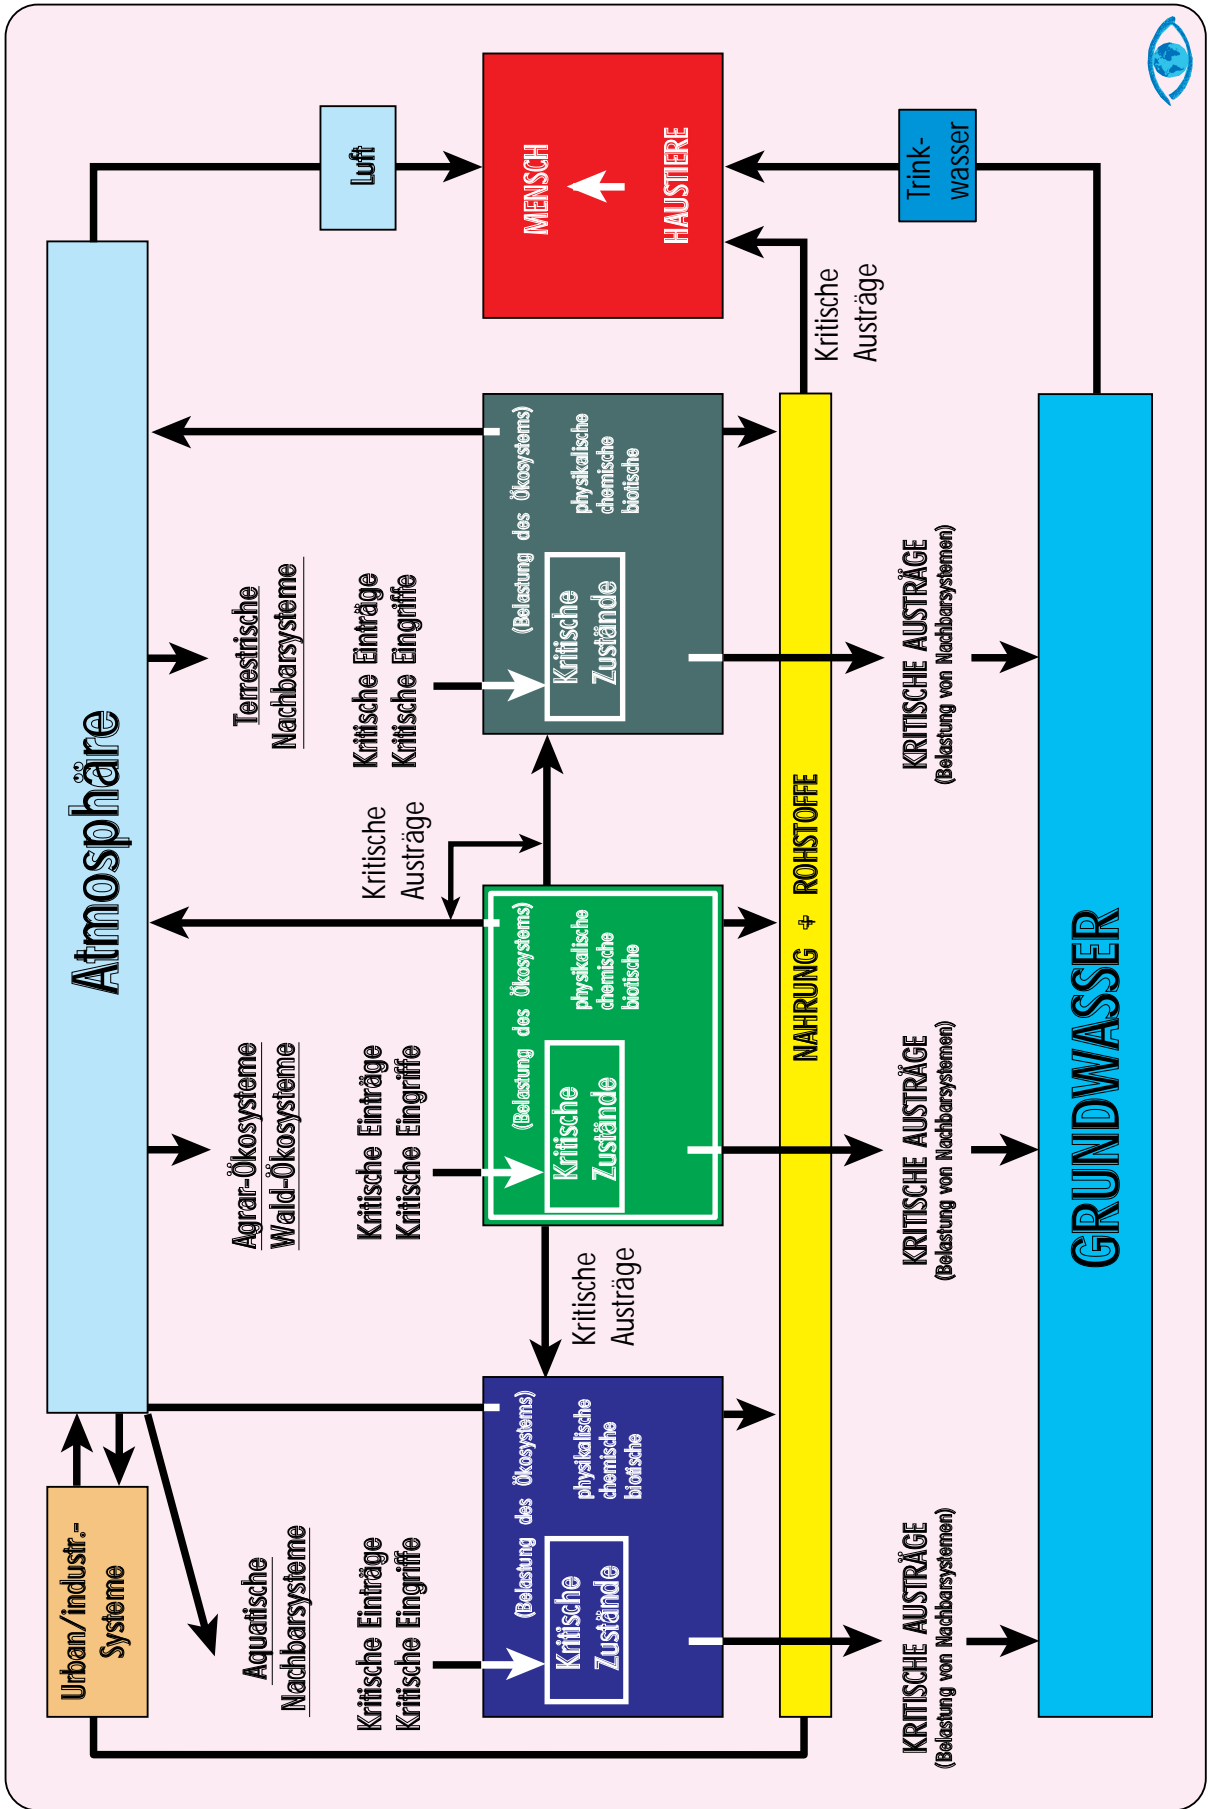 Urban/industr.-
Systeme
Atmosphäre
Aquatische
Nachbarsysteme
Agrar-Ökosysteme
Wald-Ökosysteme
Terrestrische
Nachbarsysteme
Luft
Kritische Einträge
Kritische Eingriffe
Kritische Einträge
Kritische Eingriffe
Kritische
Austräge
Kritische Einträge
Kritische Eingriffe
(Belastung des Ökosystems)
Kritische
Zustände
physikalische
chemische
biotische
Kritische
Austräge
(Belastung des Ökosystems)
Kritische
Zustände
physikalische
chemische
biotische
(Belastung des Ökosystems)
Kritische
Zustände
physikalische
chemische
biotische
MENSCH
HAUSTIERE
NAHRUNG + ROHSTOFFE
Kritische
Austräge
KRITISCHE AUSTRÄGE
(Belastung von Nachbarsystemen)
KRITISCHE AUSTRÄGE
(Belastung von Nachbarsystemen)
KRITISCHE AUSTRÄGE
(Belastung von Nachbarsystemen)
Trink-
wasser
GRUNDWASSER